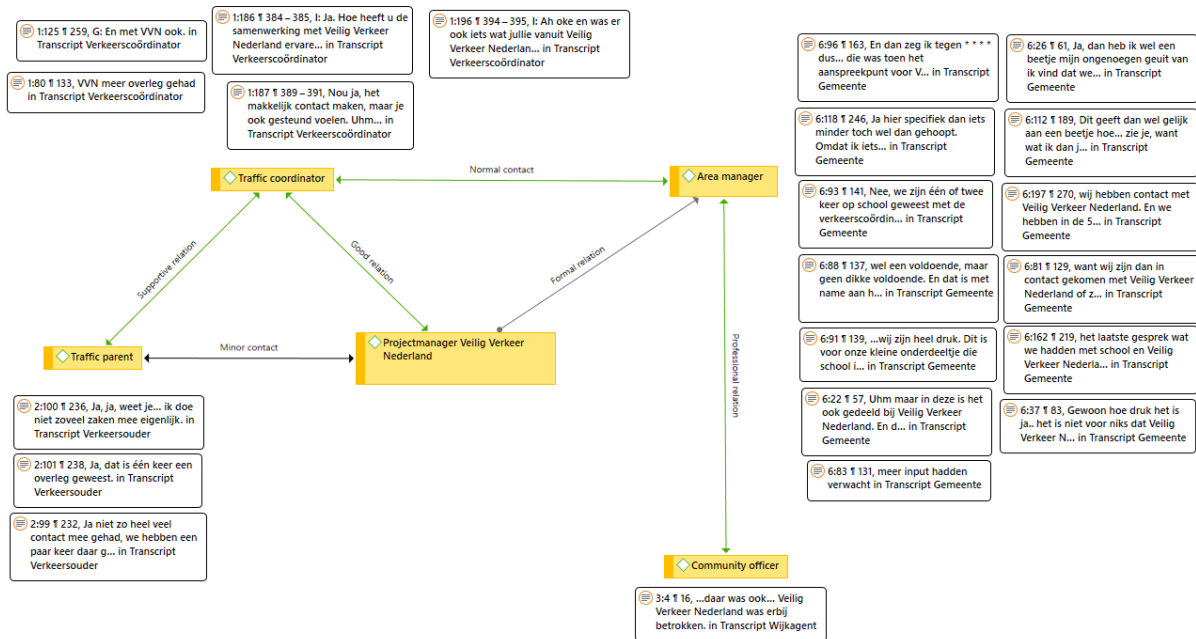 1:125 ¶ 259, G: En met VVN ook. in
Transcript Verkeerscoördinator
1:80 ¶ 133, VVN meer overleg gehad
in Transcript Verkeerscoördinator
1:186 ¶ 384 – 385, I: Ja. Hoe heeft u de
samenwerking met Veilig Verkeer
Nederland ervare... in Transcript
Verkeerscoördinator
1:187 ¶ 389 – 391, Nou ja, het
makkelijk contact maken, maar je
ook gesteund voelen. Uhm... in
Transcript Verkeerscoördinator
1:196 ¶ 394 – 395, I: Ah oke en was er
ook iets wat jullie vanuit Veilig
Verkeer Nederlan... in Transcript
Verkeerscoördinator
6:96 ¶ 163, En dan zeg ik tegen * * * *
dus... die was toen het
aanspreekpunt voor V... in Transcript
Gemeente
6:26 ¶ 61, Ja, dan heb ik wel een
beetje mijn ongenoegen geuit van
ik vind dat we... in Transcript
Gemeente
6:118 ¶ 246, Ja hier specifiek dan iets
minder toch wel dan gehoopt.
Omdat ik iets... in Transcript
Gemeente
6:112 ¶ 189, Dit geeft dan wel gelijk
aan een beetje hoe... zie je, want
wat ik dan j... in Transcript
Gemeente
6:93 ¶ 141, Nee, we zijn één of twee
keer op school geweest met de
verkeerscoördin... in Transcript
Gemeente
6:197 ¶ 270, wij hebben contact met
Veilig Verkeer Nederland. En we
hebben in de 5... in Transcript
Gemeente
6:88 ¶ 137, wel een voldoende, maar
geen dikke voldoende. En dat is met
name aan h... in Transcript Gemeente
6:81 ¶ 129, want wij zijn dan in
contact gekomen met Veilig Verkeer
Nederland of z... in Transcript
Gemeente
6:91 ¶ 139, ...wij zijn heel druk. Dit is
voor onze kleine onderdeeltje die
school i... in Transcript Gemeente
6:162 ¶ 219, het laatste gesprek wat
we hadden met school en Veilig
Verkeer Nederla... in Transcript
Gemeente
6:22 ¶ 57, Uhm maar in deze is het
ook gedeeld bij Veilig Verkeer
Nederland. En d... in Transcript
Gemeente
6:37 ¶ 83, Gewoon hoe druk het is
ja.. het is niet voor niks dat Veilig
Verkeer N... in Transcript Gemeente
6:83 ¶ 131, meer input hadden
verwacht in Transcript Gemeente
Traffic coordinator
Normal contact
Area manager
Supportive relation
Good relation
Formal relation
Professional relation
Traffic parent
Minor contact
Projectmanager Veilig Verkeer
Nederland
2:100 ¶ 236, Ja, ja, weet je... ik doe
niet zoveel zaken mee eigenlijk. in
Transcript Verkeersouder
2:101 ¶ 238, Ja, dat is één keer een
overleg geweest. in Transcript
Verkeersouder
2:99 ¶ 232, Ja niet zo heel veel
contact mee gehad, we hebben een
paar keer daar g... in Transcript
Verkeersouder
Community officer
3:4 ¶ 16, ...daar was ook... Veilig
Verkeer Nederland was erbij
betrokken. in Transcript Wijkagent